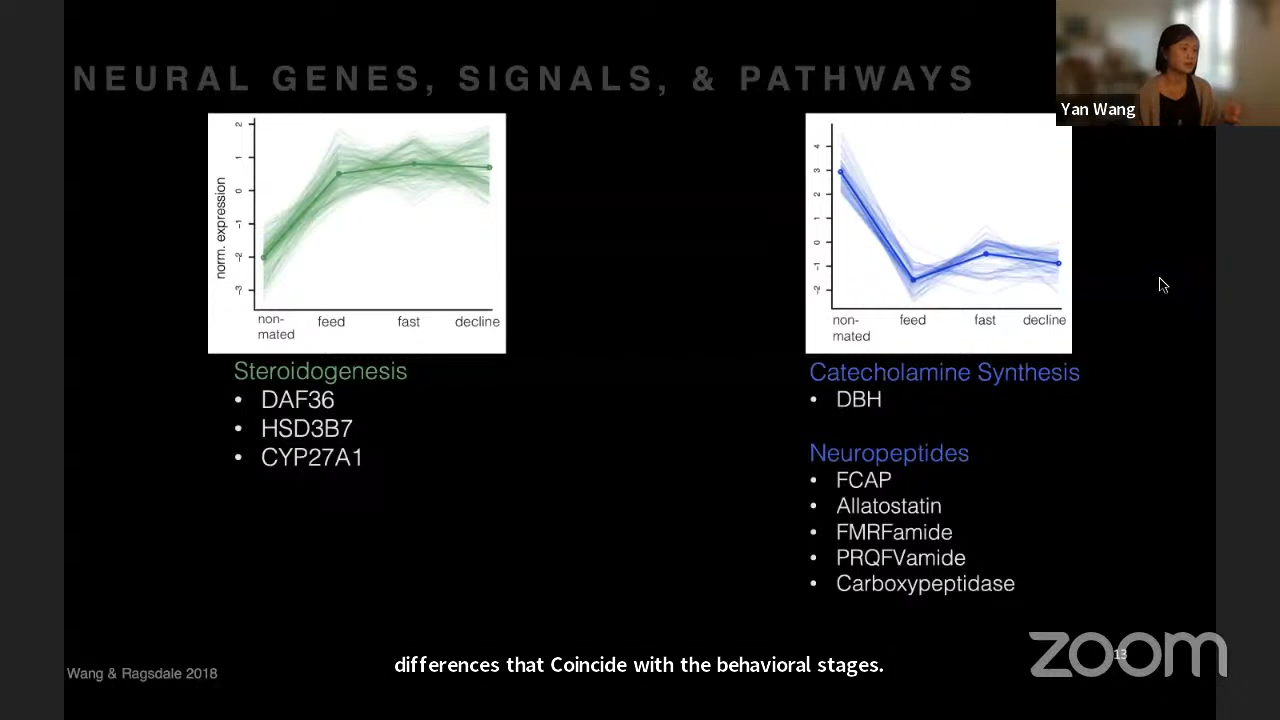 NEURAL GENES, SIGNALS, & PATHWAYS
Yan Wang
norm. expression
2
1
0
-1
-2
-3
non-
mated
feed
fast
decline
4
3
2
1
0
-1
-2
non-
mated
feed
fast
decline
Steroidogenesis
• DAF36
• HSD3B7
• CYP27A1
Catecholamine Synthesis
• DBH
Neuropeptides
• FCAP
• Allatostatin
• FMRFamide
• PRQFVamide
• Carboxypeptidase
differences that Coincide with the behavioral stages.
Wang & Ragsdale 2018
13
zoom